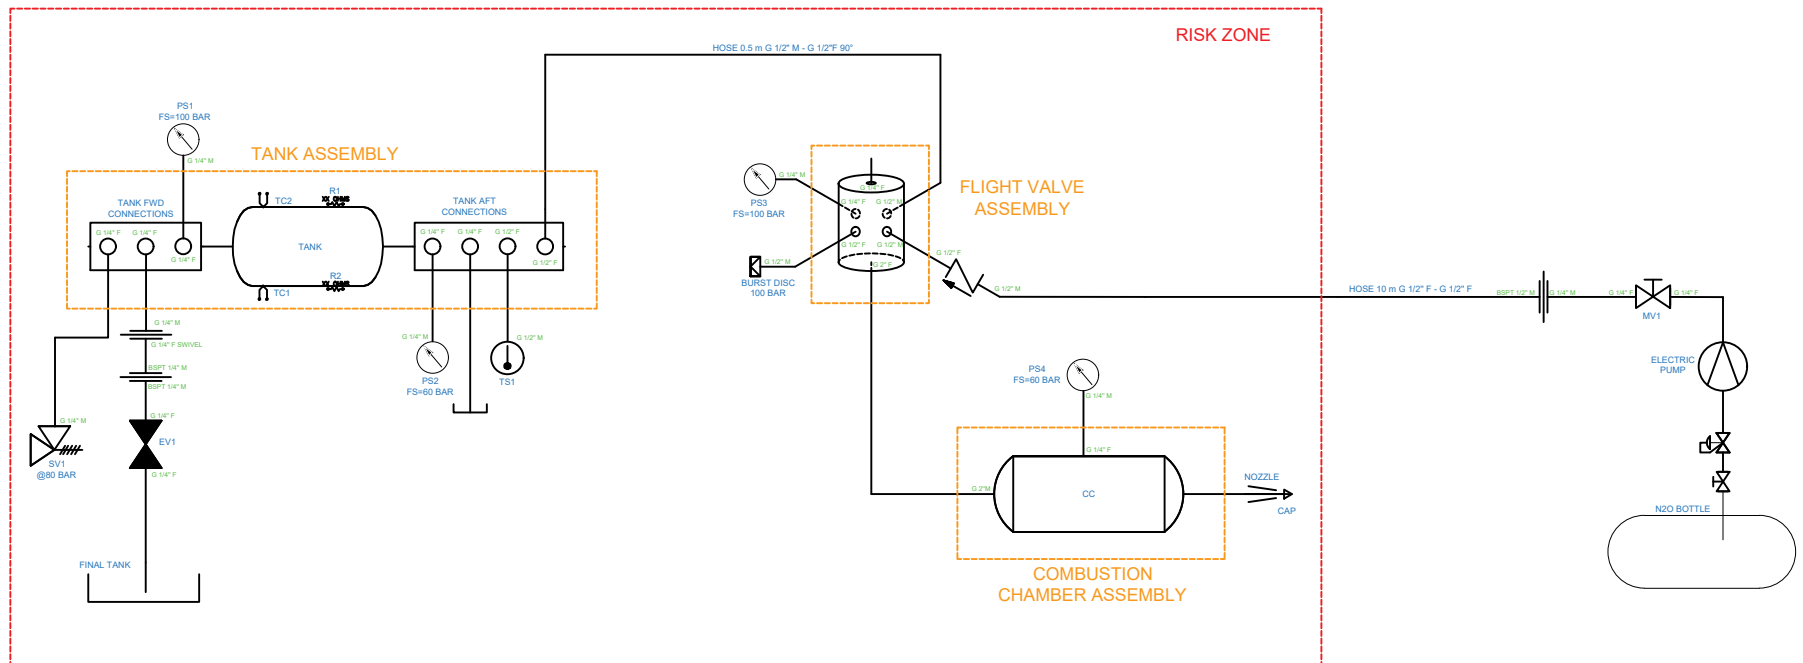 RISK ZONE
HOSE 0.5 m G 1/2" M - G 1/2"F 90°
PS1
FS=100 BAR
G 1/4" M
TANK ASSEMBLY
TANK FWD
CONNECTIONS
G 1/4" F
G 1/4" F
G 1/4" F
TC2
R1
XX OHMS
TANK
R2
XX OHMS
TC1
TANK AFT
CONNECTIONS
G 1/4" F
G 1/4" F
G 1/2" F
G 1/2" F
G 1/4" M
G 1/4" F SWIVEL
BSPT 1/4" M
BSPT 1/4" M
G 1/4" F
EV1
G 1/4" F
G 1/4" M
SV1
@80 BAR
FINAL TANK
G 1/4" M
PS2
FS=60 BAR
G 1/2" M
TS1
G 1/4" M
PS3
FS=100 BAR
G 1/4" F
G 1/4" F
G 1/2" M
G 1/2" F
G 1/2" M
G 2" F
FLIGHT VALVE
ASSEMBLY
G 1/2" M
BURST DISC
100 BAR
G 1/2" F
G 1/2" M
HOSE 10 m G 1/2" F - G 1/2" F
BSPT 1/2" M
G 1/4" M
G 1/4" F
G 1/4" F
MV1
ELECTRIC
PUMP
N2O BOTTLE
PS4
FS=60 BAR
G 1/4" M
G 1/4" F
G 2"M
CC
NOZZLE
CAP
COMBUSTION
CHAMBER ASSEMBLY